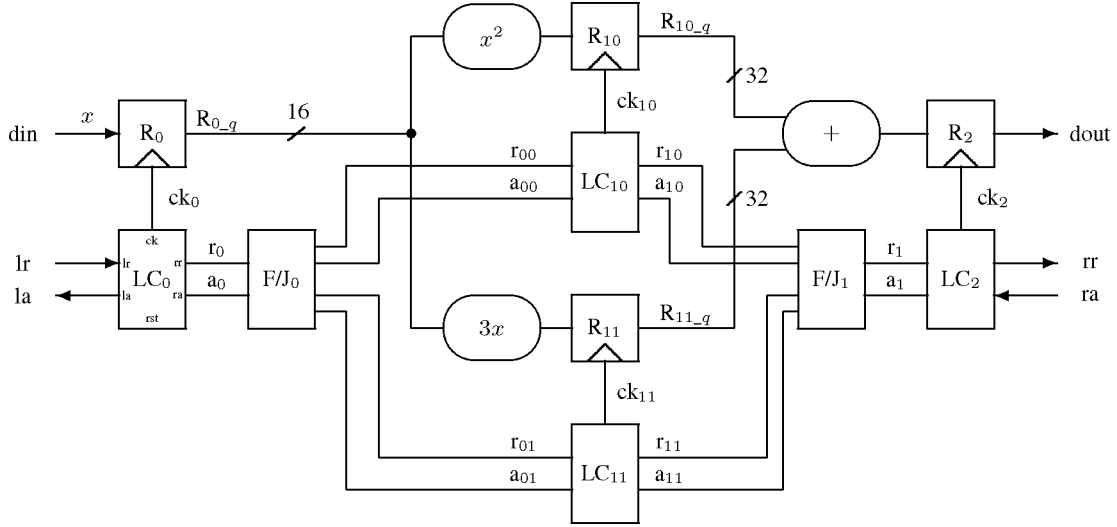 x²
R₁₀
R₁₀_q
32
ck₁₀
din
x
R₀
R₀_q
16
+
R₂
dout
ck₀
r₀₀
a₀₀
LC₁₀
r₁₀
a₁₀
32
ck₂
lr
la
ck
lr
rr
LC₀
la
ra
rst
r₀
a₀
F/J₀
F/J₁
r₁
a₁
LC₂
rr
ra
3x
R₁₁
R₁₁_q
ck₁₁
r₀₁
a₀₁
LC₁₁
r₁₁
a₁₁